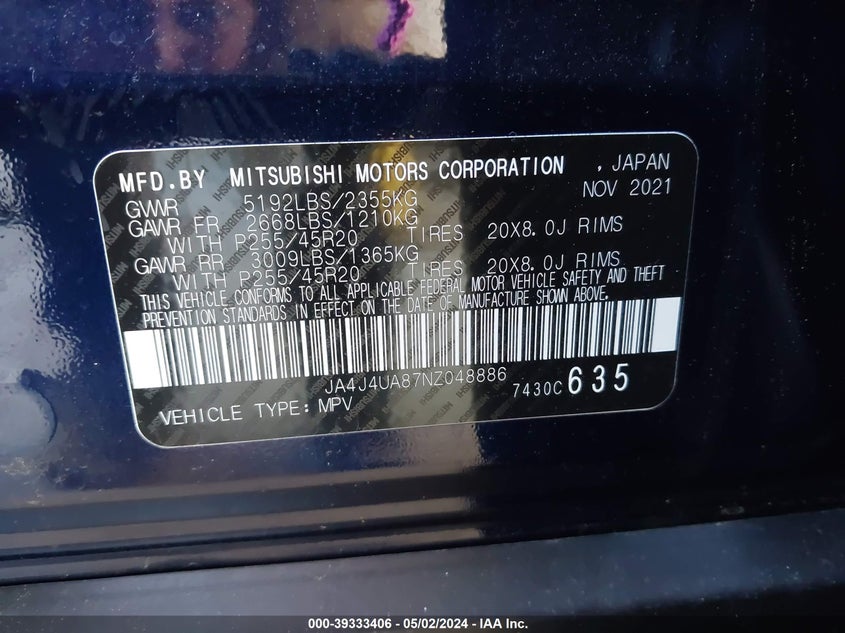 MFD.BY MITSUBISHI MOTORS CORPORATION , JAPAN
NOV 2021
GVWR 5192LBS/2355KG
GAWR FR 2668LBS/1210KG
WITH P255/45R20 TIRES 20X8.0J RIMS
GAWR RR 3009LBS/1365KG
WITH P255/45R20 TIRES 20X8.0J RIMS
THIS VEHICLE CONFORMS TO ALL APPLICABLE FEDERAL MOTOR VEHICLE SAFETY AND THEFT
PREVENTION STANDARDS IN EFFECT ON THE DATE OF MANUFACTURE SHOWN ABOVE.
JA4J4UA87NZ048886
7430C 635
VEHICLE TYPE: MPV
000-39333406 - 05/02/2024 - IAA Inc.